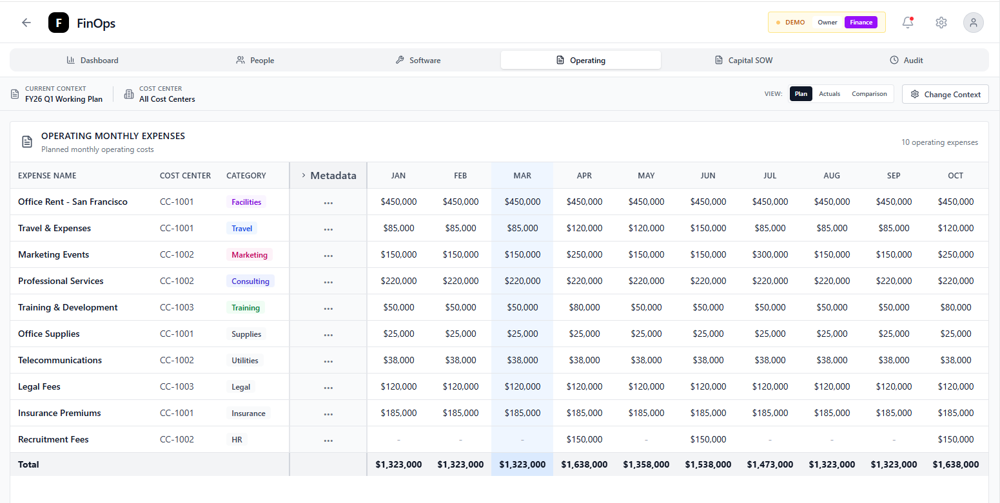 F FinOps DEMO Owner Finance
Dashboard People Software Operating Capital SOW Audit
CURRENT CONTEXT COST CENTER
FY26 Q1 Working Plan All Cost Centers VIEW: Plan Actuals Comparison Change Context
OPERATING MONTHLY EXPENSES
Planned monthly operating costs 10 operating expenses
EXPENSE NAME COST CENTER CATEGORY › Metadata JAN FEB MAR APR MAY JUN JUL AUG SEP OCT
Office Rent - San Francisco CC-1001 Facilities ... $450,000 $450,000 $450,000 $450,000 $450,000 $450,000 $450,000 $450,000 $450,000 $450,000
Travel & Expenses CC-1001 Travel ... $85,000 $85,000 $85,000 $120,000 $120,000 $150,000 $85,000 $85,000 $85,000 $120,000
Marketing Events CC-1002 Marketing ... $150,000 $150,000 $150,000 $250,000 $150,000 $150,000 $300,000 $150,000 $150,000 $250,000
Professional Services CC-1002 Consulting ... $220,000 $220,000 $220,000 $220,000 $220,000 $220,000 $220,000 $220,000 $220,000 $220,000
Training & Development CC-1003 Training ... $50,000 $50,000 $50,000 $80,000 $50,000 $50,000 $50,000 $50,000 $50,000 $80,000
Office Supplies CC-1001 Supplies ... $25,000 $25,000 $25,000 $25,000 $25,000 $25,000 $25,000 $25,000 $25,000 $25,000
Telecommunications CC-1002 Utilities ... $38,000 $38,000 $38,000 $38,000 $38,000 $38,000 $38,000 $38,000 $38,000 $38,000
Legal Fees CC-1003 Legal ... $120,000 $120,000 $120,000 $120,000 $120,000 $120,000 $120,000 $120,000 $120,000 $120,000
Insurance Premiums CC-1001 Insurance ... $185,000 $185,000 $185,000 $185,000 $185,000 $185,000 $185,000 $185,000 $185,000 $185,000
Recruitment Fees CC-1002 HR ... - - - $150,000 - $150,000 - - - $150,000
Total $1,323,000 $1,323,000 $1,323,000 $1,638,000 $1,358,000 $1,538,000 $1,473,000 $1,323,000 $1,323,000 $1,638,000